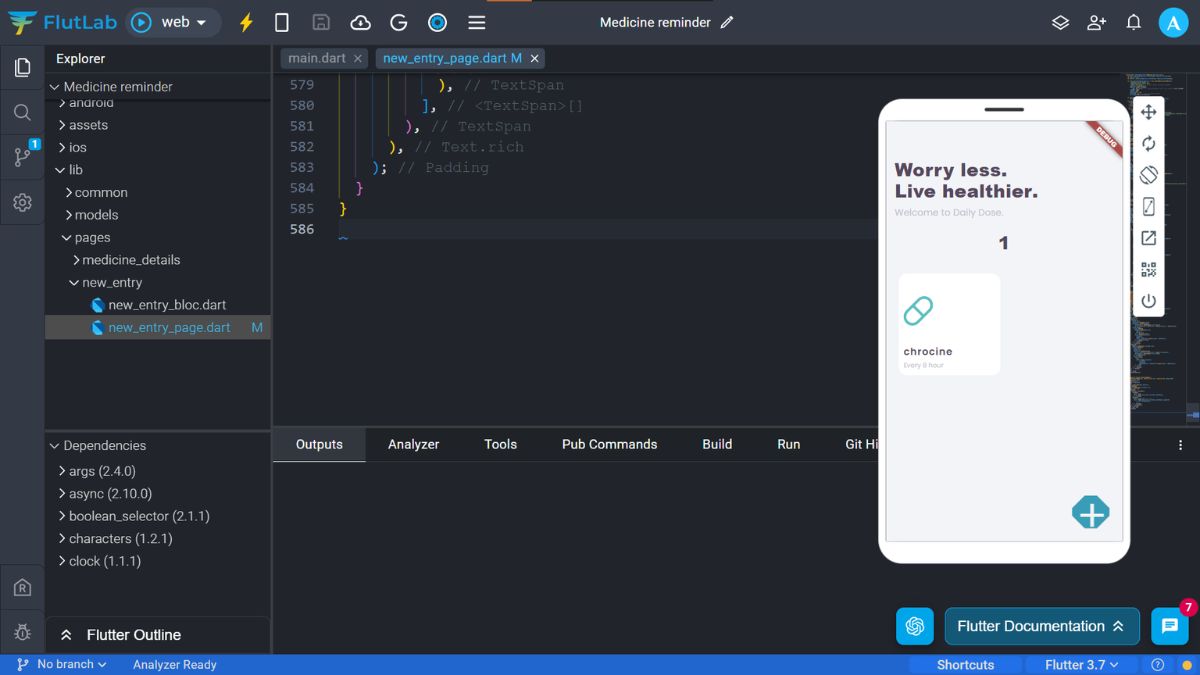 FlutLab
web
Medicine reminder
A
Explorer
main.dart
new_entry_page.dart M
Medicine reminder
android
assets
ios
1
lib
common
models
pages
medicine_details
new_entry
new_entry_bloc.dart
new_entry_page.dart M
579 ), // TextSpan
580 ], // <TextSpan>[]
581 ), // TextSpan
582 ), // Text.rich
583 ); // Padding
584 }
585 }
586
DEBUG
Worry less.
Live healthier.
Welcome to Daily Dose.
1
chrocine
Every 8 hour
Dependencies
args (2.4.0)
async (2.10.0)
boolean_selector (2.1.1)
characters (1.2.1)
clock (1.1.1)
Outputs Analyzer Tools Pub Commands Build Run Git Hi
R
Flutter Outline
Flutter Documentation
7
No branch Analyzer Ready Shortcuts Flutter 3.7